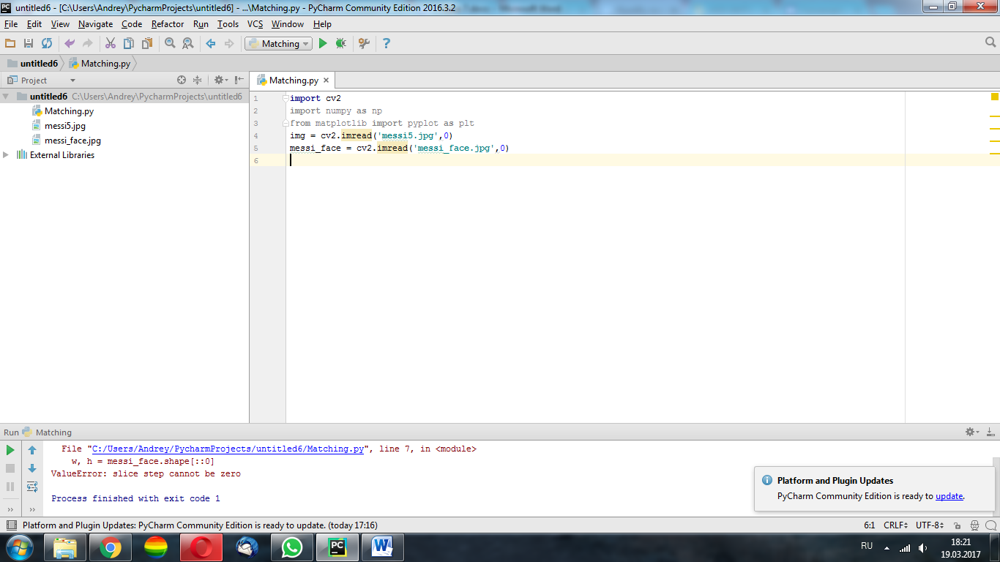 untitled6 - [C:\Users\Andrey\PycharmProjects\untitled6] - ...\Matching.py - PyCharm Community Edition 2016.3.2
File Edit View Navigate Code Refactor Run Tools VCS Window Help
Matching
untitled6 Matching.py
Project
Matching.py
untitled6 C:\Users\Andrey\PycharmProjects\untitled6
Matching.py
messi5.jpg
messi_face.jpg
External Libraries
1 import cv2
2 import numpy as np
3 from matplotlib import pyplot as plt
4 img = cv2.imread('messi5.jpg',0)
5 messi_face = cv2.imread('messi_face.jpg',0)
6
Run Matching
File "C:/Users/Andrey/PycharmProjects/untitled6/Matching.py", line 7, in <module>
w, h = messi_face.shape[::0]
ValueError: slice step cannot be zero
Process finished with exit code 1
Platform and Plugin Updates
PyCharm Community Edition is ready to update.
Platform and Plugin Updates: PyCharm Community Edition is ready to update. (today 17:16)
6:1 CRLF UTF-8
RU
18:21
19.03.2017